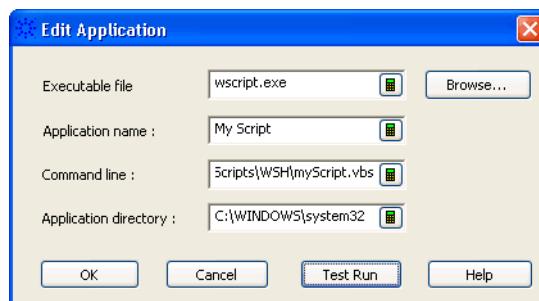 Edit Application
Executable file wscript.exe Browse...
Application name : My Script
Command line : Scripts\WSH\myScript.vbs
Application directory : C:\WINDOWS\system32
OK Cancel Test Run Help